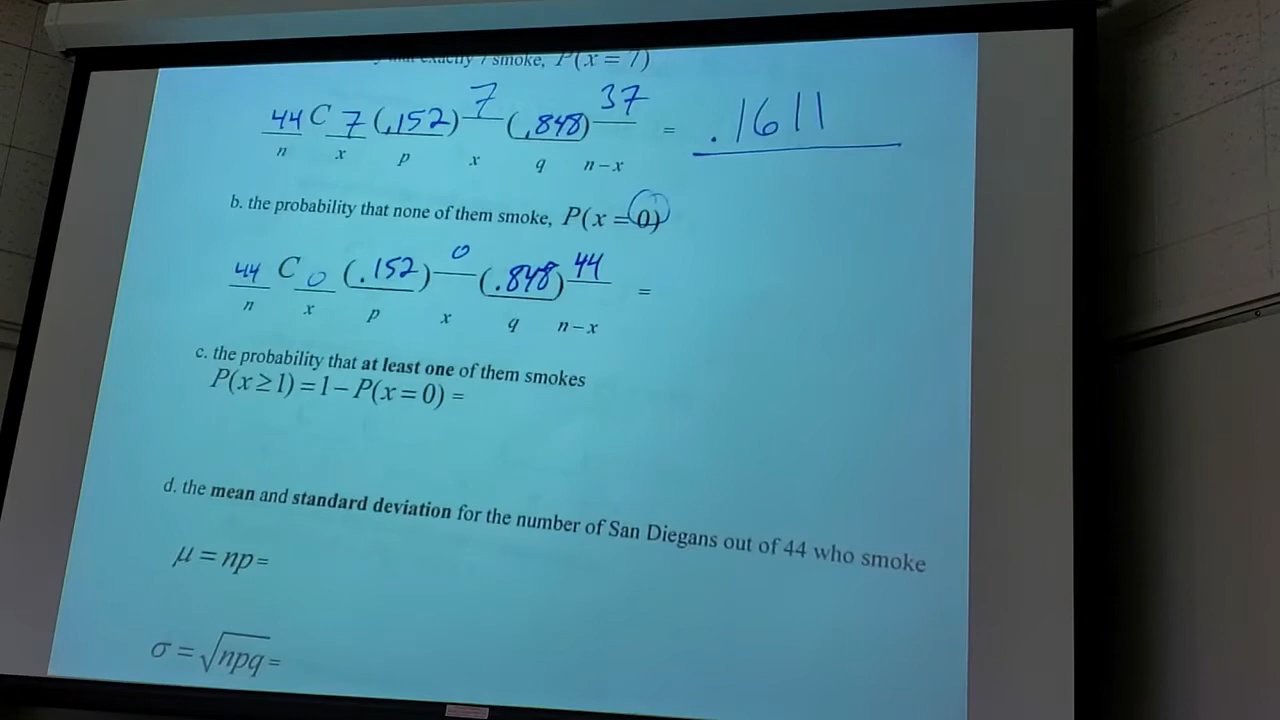 exactly 7 smoke, P(x = 7)
44 C 7 (.152) 7 (.848) 37 = .1611
n x p x q n-x
b. the probability that none of them smoke, P(x = 0)
44 C 0 (.152) 0 (.848) 44 =
n x p x q n-x
c. the probability that at least one of them smokes
P(x ≥ 1) = 1 - P(x = 0) =
d. the mean and standard deviation for the number of San Diegans out of 44 who smoke
μ = np =
σ = √npq =